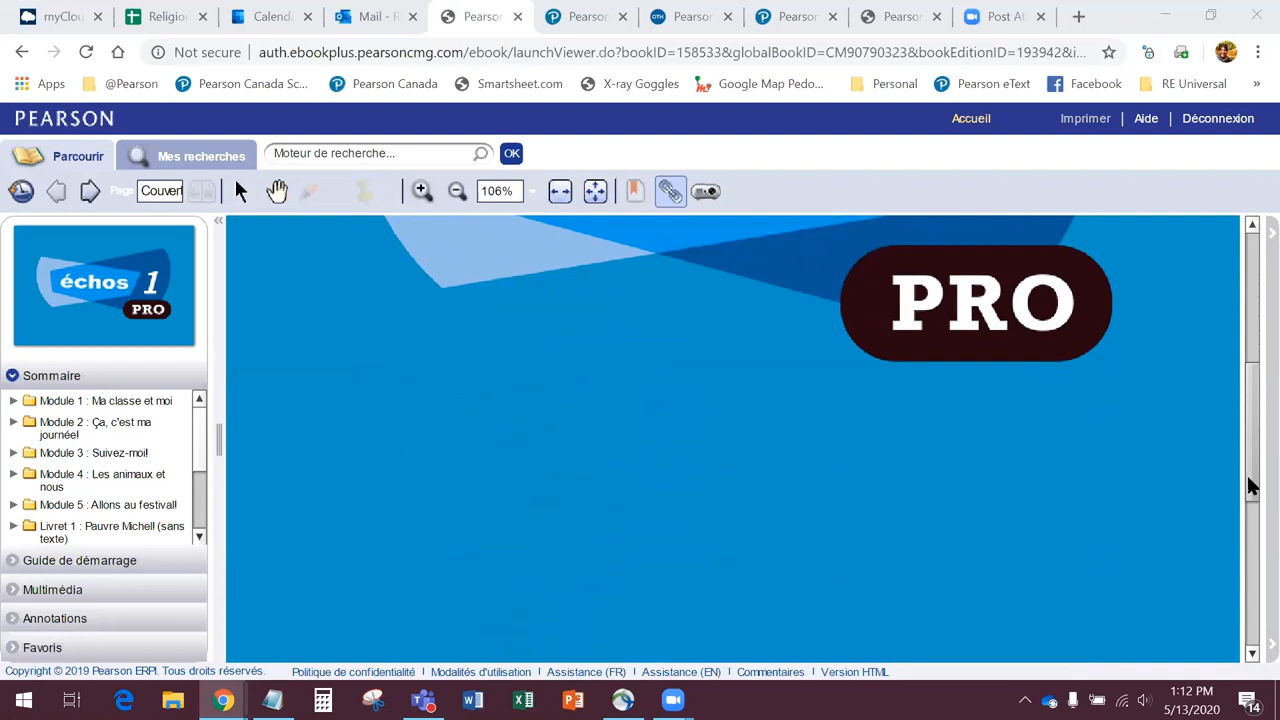 myClou
Religio
Calend
Mail - R
Pearson
Pearson
Pearson
Pearson
Pearson
Post At
Not secure
auth.ebookplus.pearsoncmg.com/ebook/launchViewer.do?bookID=158533&globalBookID=CM90790323&bookEditionID=193942&i...
Apps
@Pearson
Pearson Canada Sc...
Pearson Canada
Smartsheet.com
X-ray Goggles
Google Map Pedo...
Personal
Pearson eText
Facebook
RE Universal
»
PEARSON
Accueil
Imprimer
Aide
Déconnexion
Parcourir
Mes recherches
Moteur de recherche...
OK
Page
Couvert
106%
échos 1
PRO
PRO
Sommaire
Module 1 : Ma classe et moi
Module 2 : Ça, c'est ma
journée!
Module 3 : Suivez-moi!
Module 4 : Les animaux et
nous
Module 5 : Allons au festival!
Livret 1 : Pauvre Michel! (sans
texte)
Guide de démarrage
Multimédia
Annotations
Favoris
Copyright © 2019 Pearson ERPI. Tous droits réservés.
Politique de confidentialité
Modalités d'utilisation
Assistance (FR)
Assistance (EN)
Commentaires
Version HTML
1:12 PM
5/13/2020
14